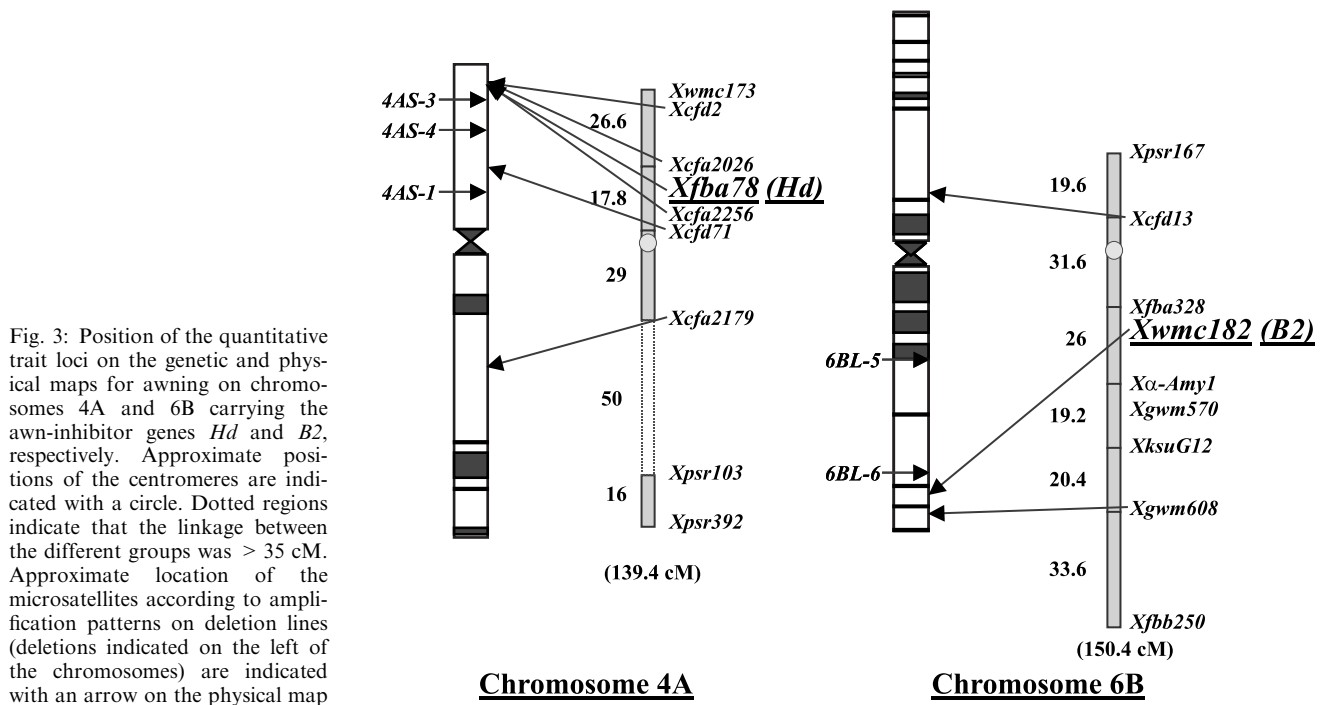 Fig. 3: Position of the quantitative
trait loci on the genetic and phys-
ical maps for awning on chromo-
somes 4A and 6B carrying the
awn-inhibitor genes Hd and B2,
respectively. Approximate posi-
tions of the centromeres are indi-
cated with a circle. Dotted regions
indicate that the linkage between
the different groups was > 35 cM.
Approximate location of the
microsatellites according to ampli-
fication patterns on deletion lines
(deletions indicated on the left of
the chromosomes) are indicated
with an arrow on the physical map
4AS-3
4AS-4
4AS-1
Xwmc173
Xcfd2
26.6
Xcfa2026
Xfba78 (Hd)
17.8
Xcfa2256
Xcfd71
29
Xcfa2179
50
Xpsr103
16
Xpsr392
(139.4 cM)
Chromosome 4A
6BL-5
6BL-6
Xpsr167
19.6
Xcfd13
31.6
Xfba328
Xwmc182 (B2)
26
Xα-Amy1
Xgwm570
19.2
XksuG12
20.4
Xgwm608
33.6
Xfbb250
(150.4 cM)
Chromosome 6B